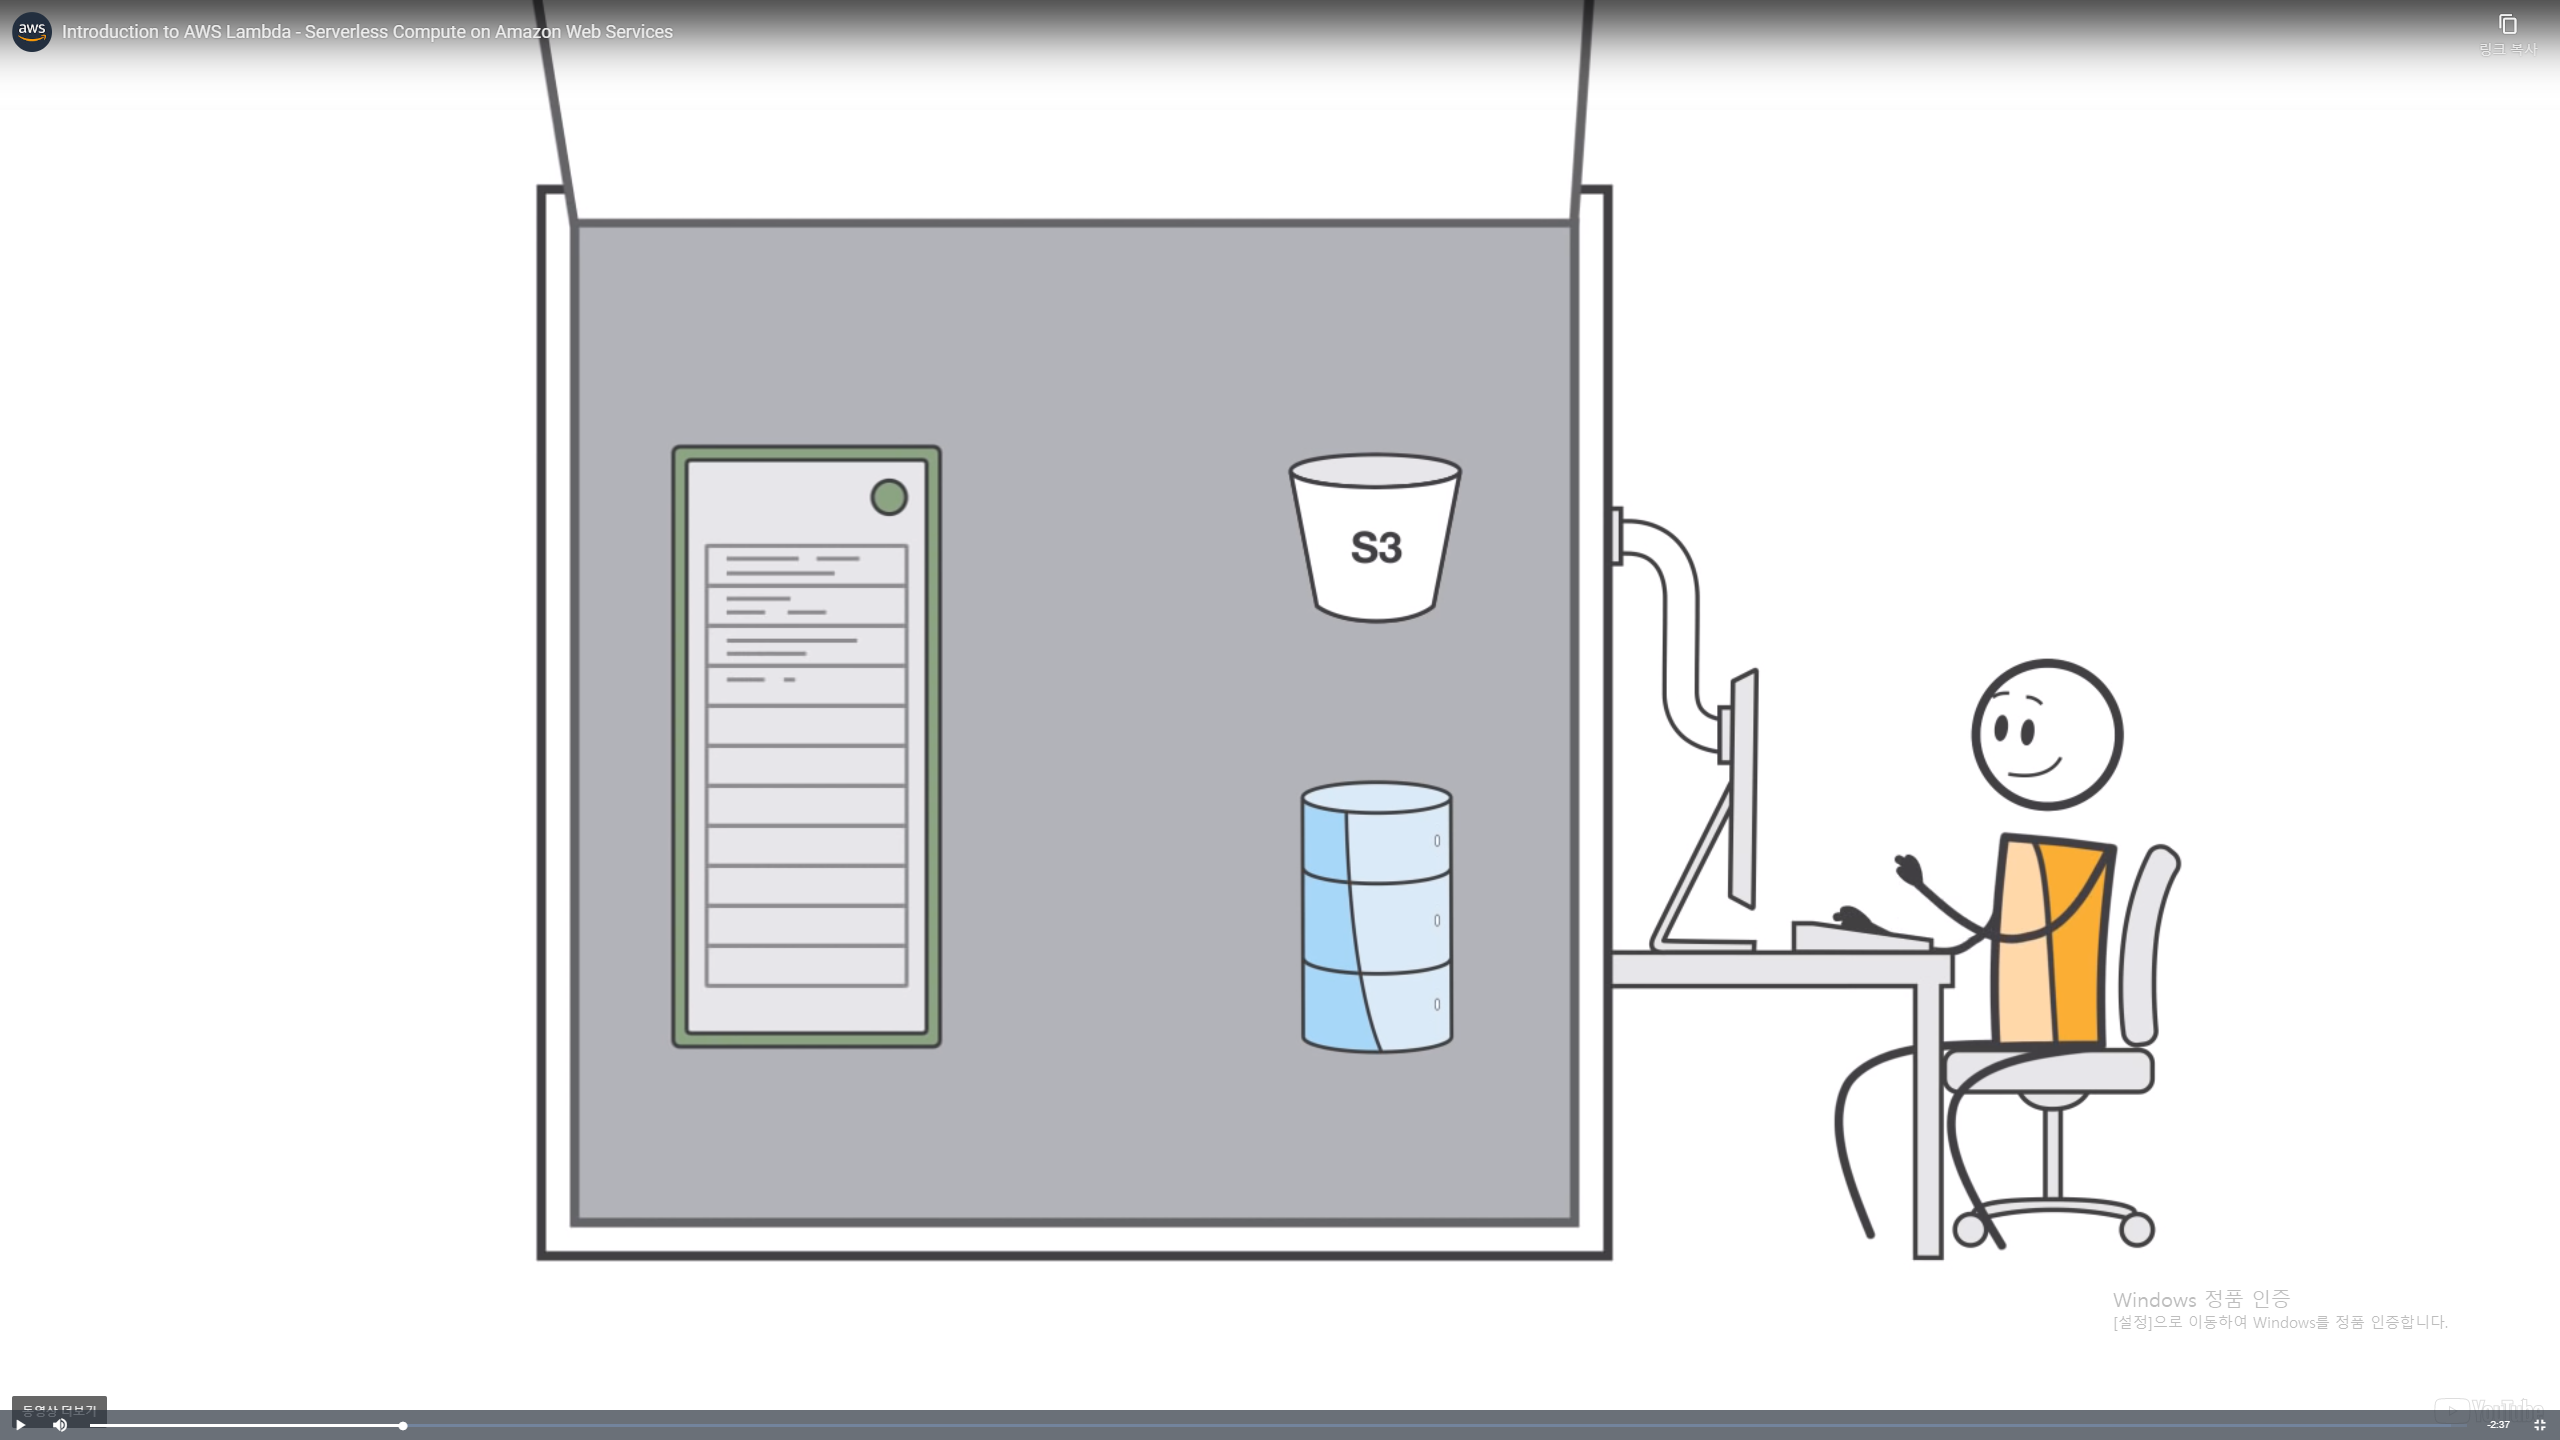 aws
Introduction to AWS Lambda - Serverless Compute on Amazon Web Services
링크 복사
S3
Windows 정품 인증
[설정]으로 이동하여 Windows를 정품 인증합니다.
동영상 더보기
YouTube
-2:37